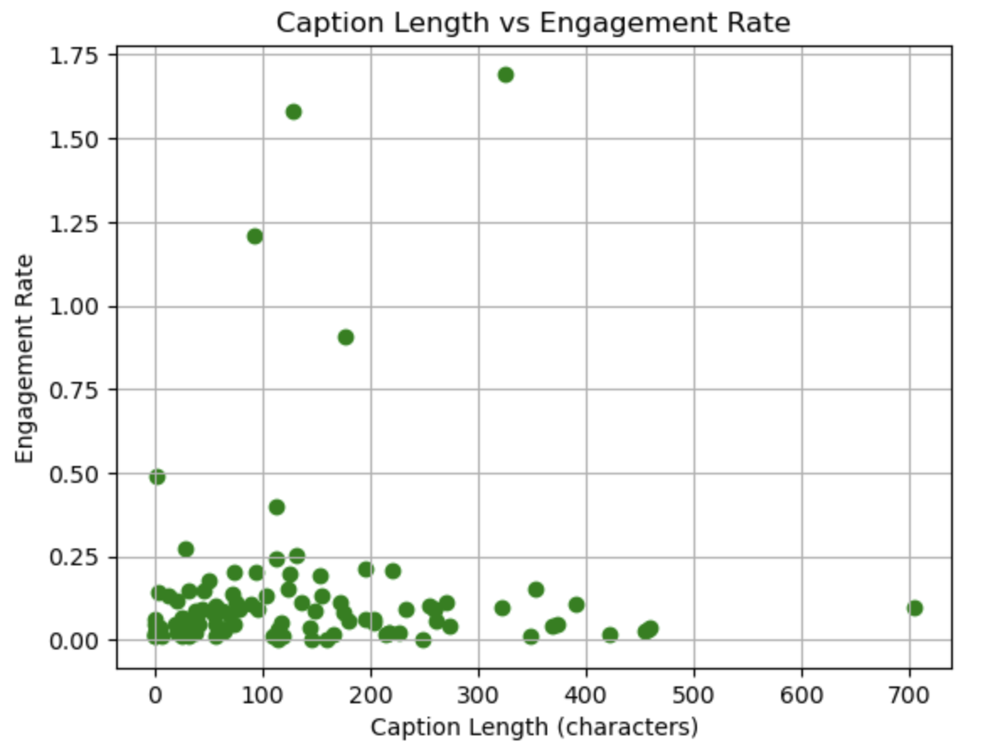 Caption Length vs Engagement Rate
1.75
1.50
1.25
1.00
0.75
0.50
0.25
0.00
Engagement Rate
0 100 200 300 400 500 600 700
Caption Length (characters)